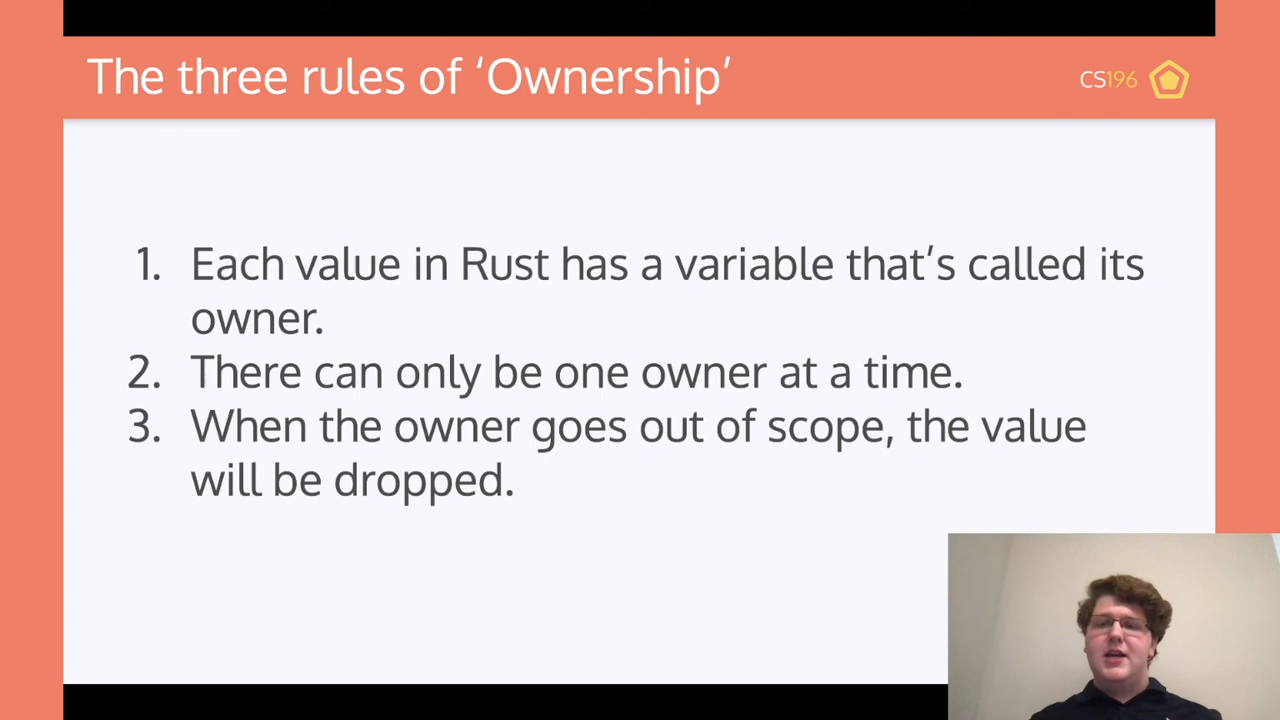 The three rules of ‘Ownership’
CS196
1. Each value in Rust has a variable that’s called its
owner.
2. There can only be one owner at a time.
3. When the owner goes out of scope, the value
will be dropped.